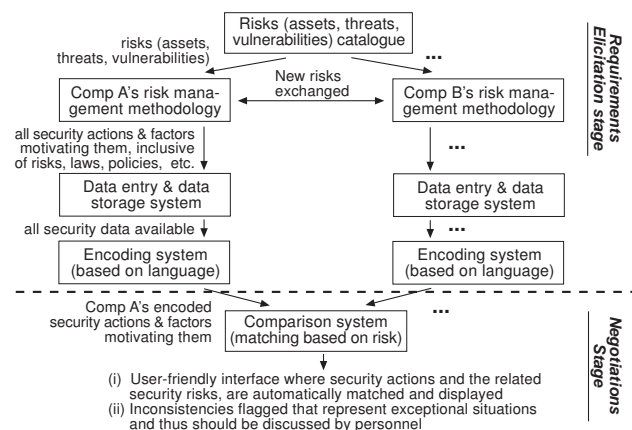 Risks (assets, threats,
vulnerabilities) catalogue
risks (assets,
threats, vulnerabilities)
...
Comp A's risk mana-
gement methodology
New risks
exchanged
Comp B's risk mana-
gement methodology
all security actions & factors
motivating them, inclusive
of risks, laws, policies, etc.
...
Data entry & data
storage system
Data entry & data
storage system
all security data available
...
Encoding system
(based on language)
Encoding system
(based on language)
Requirements
Elicitation stage
Comp A's encoded
security actions & factors
motivating them
...
Comparison system
(matching based on risk)
(i) User-friendly interface where security actions and the related
security risks, are automatically matched and displayed
(ii) Inconsistencies flagged that represent exceptional situations
and thus should be discussed by personnel
Negotiations
Stage